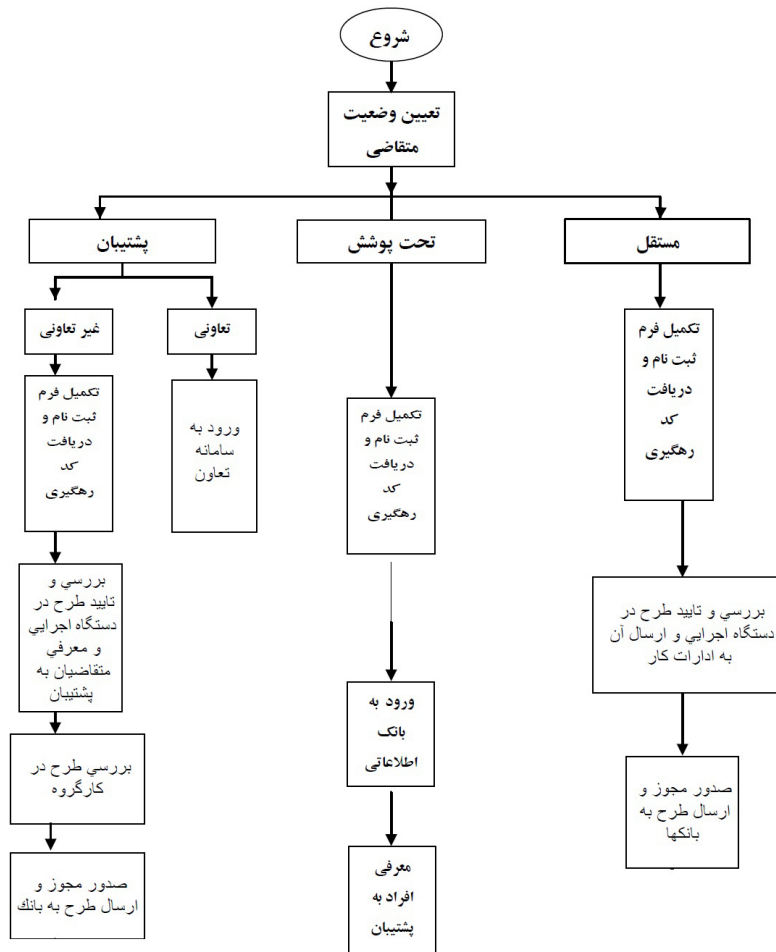 شروع
تعیین وضعیت
متقاضی
مستقل
تحت پوشش
پشتیبان
تعاونی
غیر تعاونی
تکمیل فرم
ثبت نام و
دریافت
کد
رهگیری
بررسي و تاييد طرح در
دستگاه اجرايي و ارسال آن
به ادارات كار
صدور مجوز و
ارسال طرح به
بانكها
تکمیل فرم
ثبت نام و
دریافت
کد
رهگیری
ورود به
بانک
اطلاعاتی
معرفی
افراد به
پشتیبان
ورود به
سامانه
تعاون
تکمیل فرم
ثبت نام و
دریافت
کد
رهگیری
بررسي و
تاييد طرح در
دستگاه اجرايي
و معرفي
متقاضيان به
پشتيبان
بررسي طرح در
كارگروه
صدور مجوز و
ارسال طرح به بانك